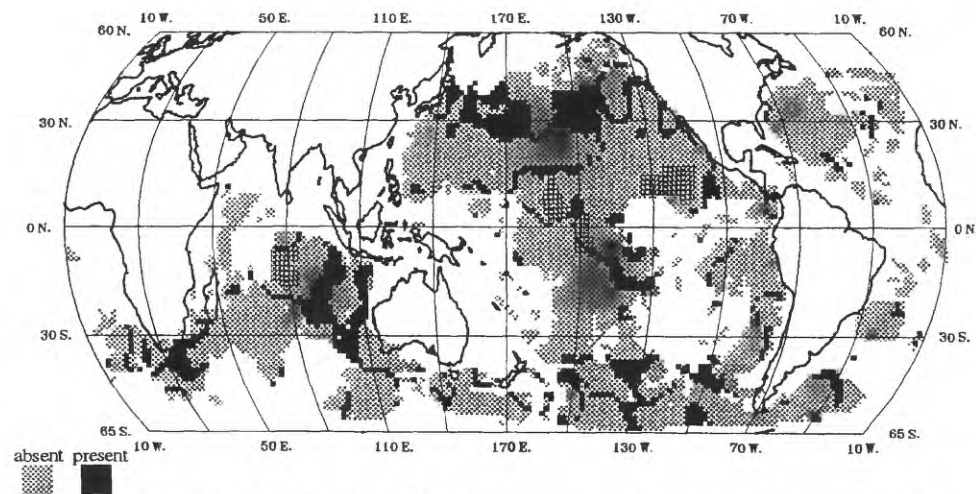 10 W. 50 E. 110 E. 170 E. 130 W. 70 W. 10 W.
60 N. 60 N.
30 N. 30 N.
0 N. 0 N.
30 S. 30 S.
65 S. 65 S.
10 W. 50 E. 110 E. 170 E. 130 W. 70 W. 10 W.
absent present